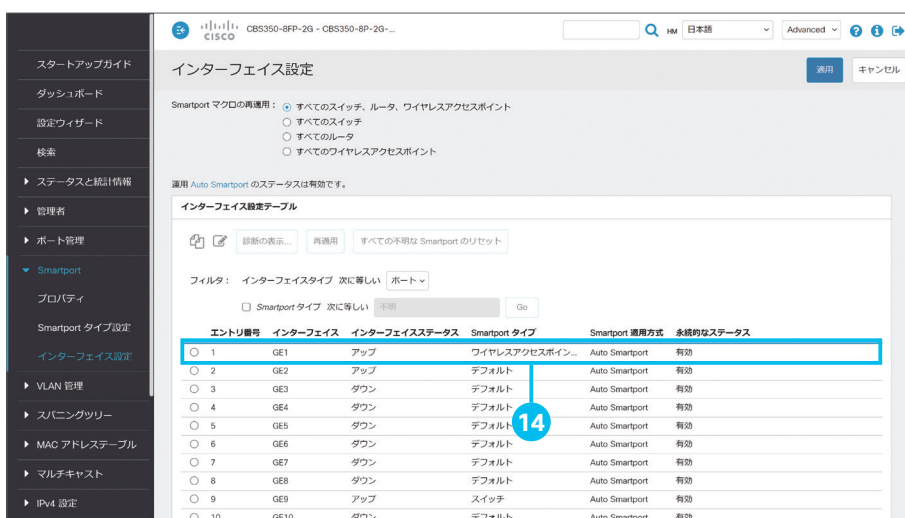 CISCO CBS350-8FP-2G - CBS350-8P-2G-... HM 日本語 Advanced
スタートアップガイド
ダッシュボード
設定ウィザード
検索
ステータスと統計情報
管理者
ポート管理
Smartport
プロパティ
Smartport タイプ設定
インターフェイス設定
VLAN 管理
スパニングツリー
MAC アドレステーブル
マルチキャスト
IPv4 設定
インターフェイス設定 適用 キャンセル
Smartport マクロの再適用： すべてのスイッチ、ルータ、ワイヤレスアクセスポイント
すべてのスイッチ
すべてのルータ
すべてのワイヤレスアクセスポイント
運用 Auto Smartport のステータスは有効です。
インターフェイス設定テーブル
診断の表示... 再適用 すべての不明な Smartport のリセット
フィルタ： インターフェイスタイプ 次に等しい ポート
Smartport タイプ 次に等しい 不明 Go
エントリ番号 インターフェイス インターフェイスステータス Smartport タイプ Smartport 適用方式 永続的なステータス
1 GE1 アップ ワイヤレスアクセスポイン... Auto Smartport 有効
2 GE2 アップ デフォルト Auto Smartport 有効
3 GE3 ダウン デフォルト Auto Smartport 有効
4 GE4 ダウン デフォルト Auto Smartport 有効
14
5 GE5 ダウン デフォルト Auto Smartport 有効
6 GE6 ダウン デフォルト Auto Smartport 有効
7 GE7 ダウン デフォルト Auto Smartport 有効
8 GE8 ダウン デフォルト Auto Smartport 有効
9 GE9 アップ スイッチ Auto Smartport 有効
10 GE10 ダウン デフォルト Auto Smartport 有効